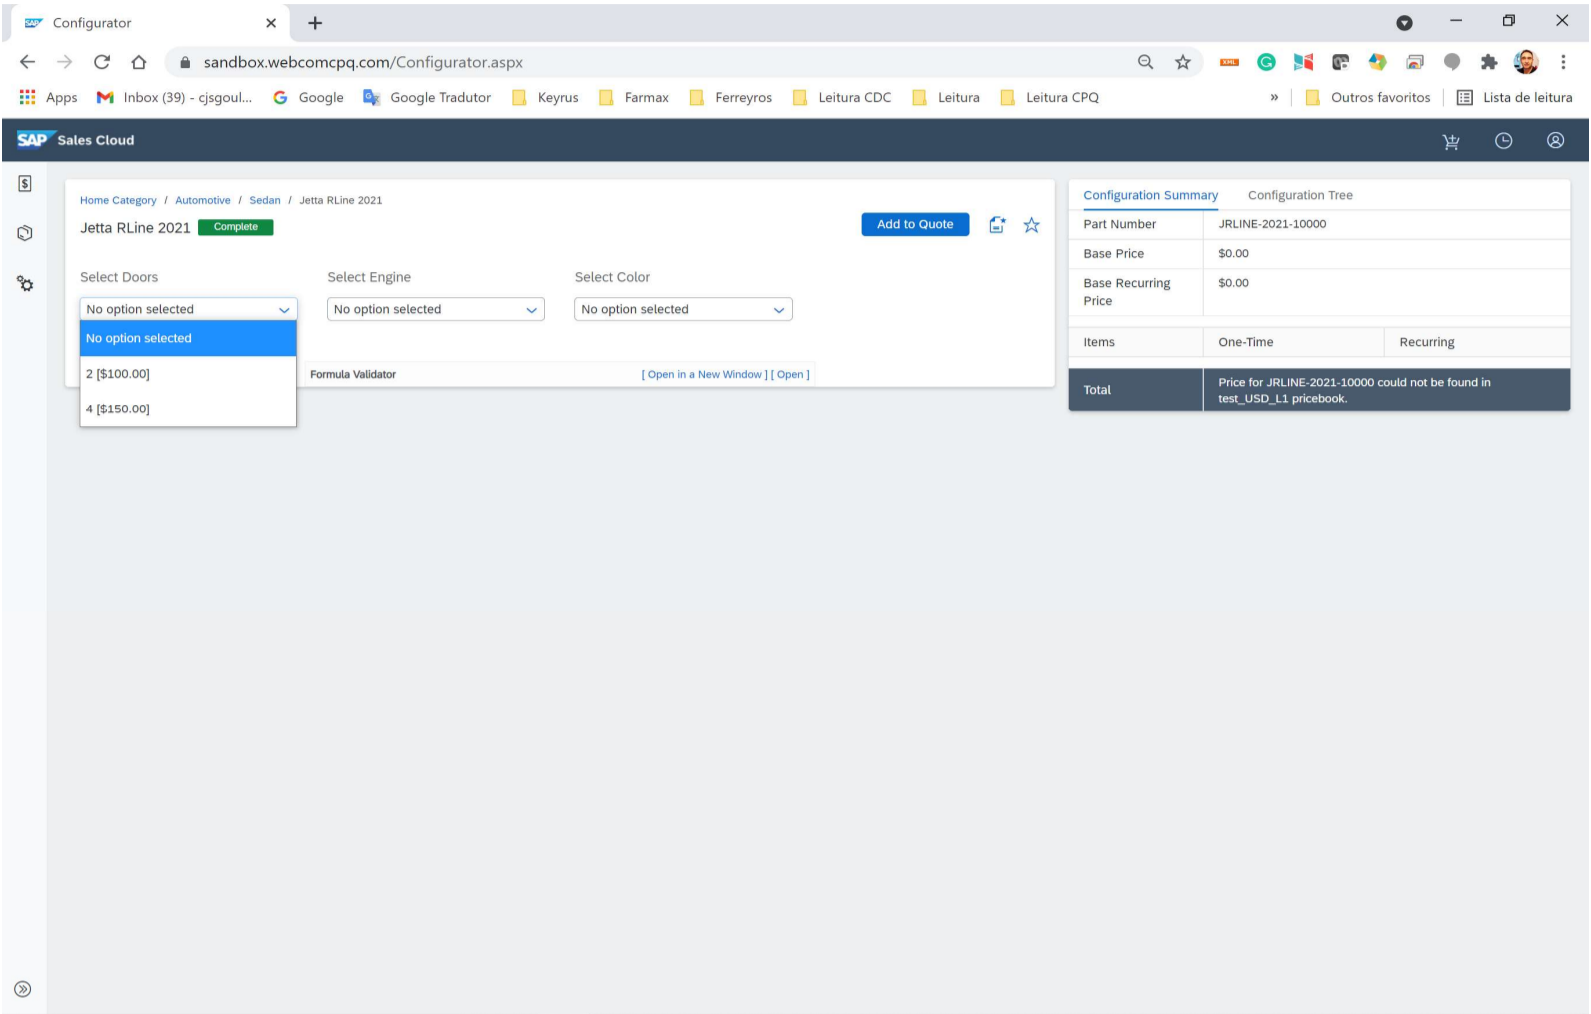 Configurator
sandbox.webcomcpq.com/Configurator.aspx
Apps Inbox (39) - cjsgoul... Google Google Tradutor Keyrus Farmax Ferreyros Leitura CDC Leitura Leitura CPQ » Outros favoritos Lista de leitura
SAP Sales Cloud
Home Category / Automotive / Sedan / Jetta RLine 2021
Jetta RLine 2021 Complete
Add to Quote
Select Doors Select Engine Select Color
No option selected No option selected No option selected
No option selected
2 [$100.00]
4 [$150.00]
Formula Validator [ Open in a New Window ] [ Open ]
Configuration Summary Configuration Tree
Part Number JRLINE-2021-10000
Base Price $0.00
Base Recurring $0.00
Price
Items One-Time Recurring
Total Price for JRLINE-2021-10000 could not be found in
test_USD_L1 pricebook.